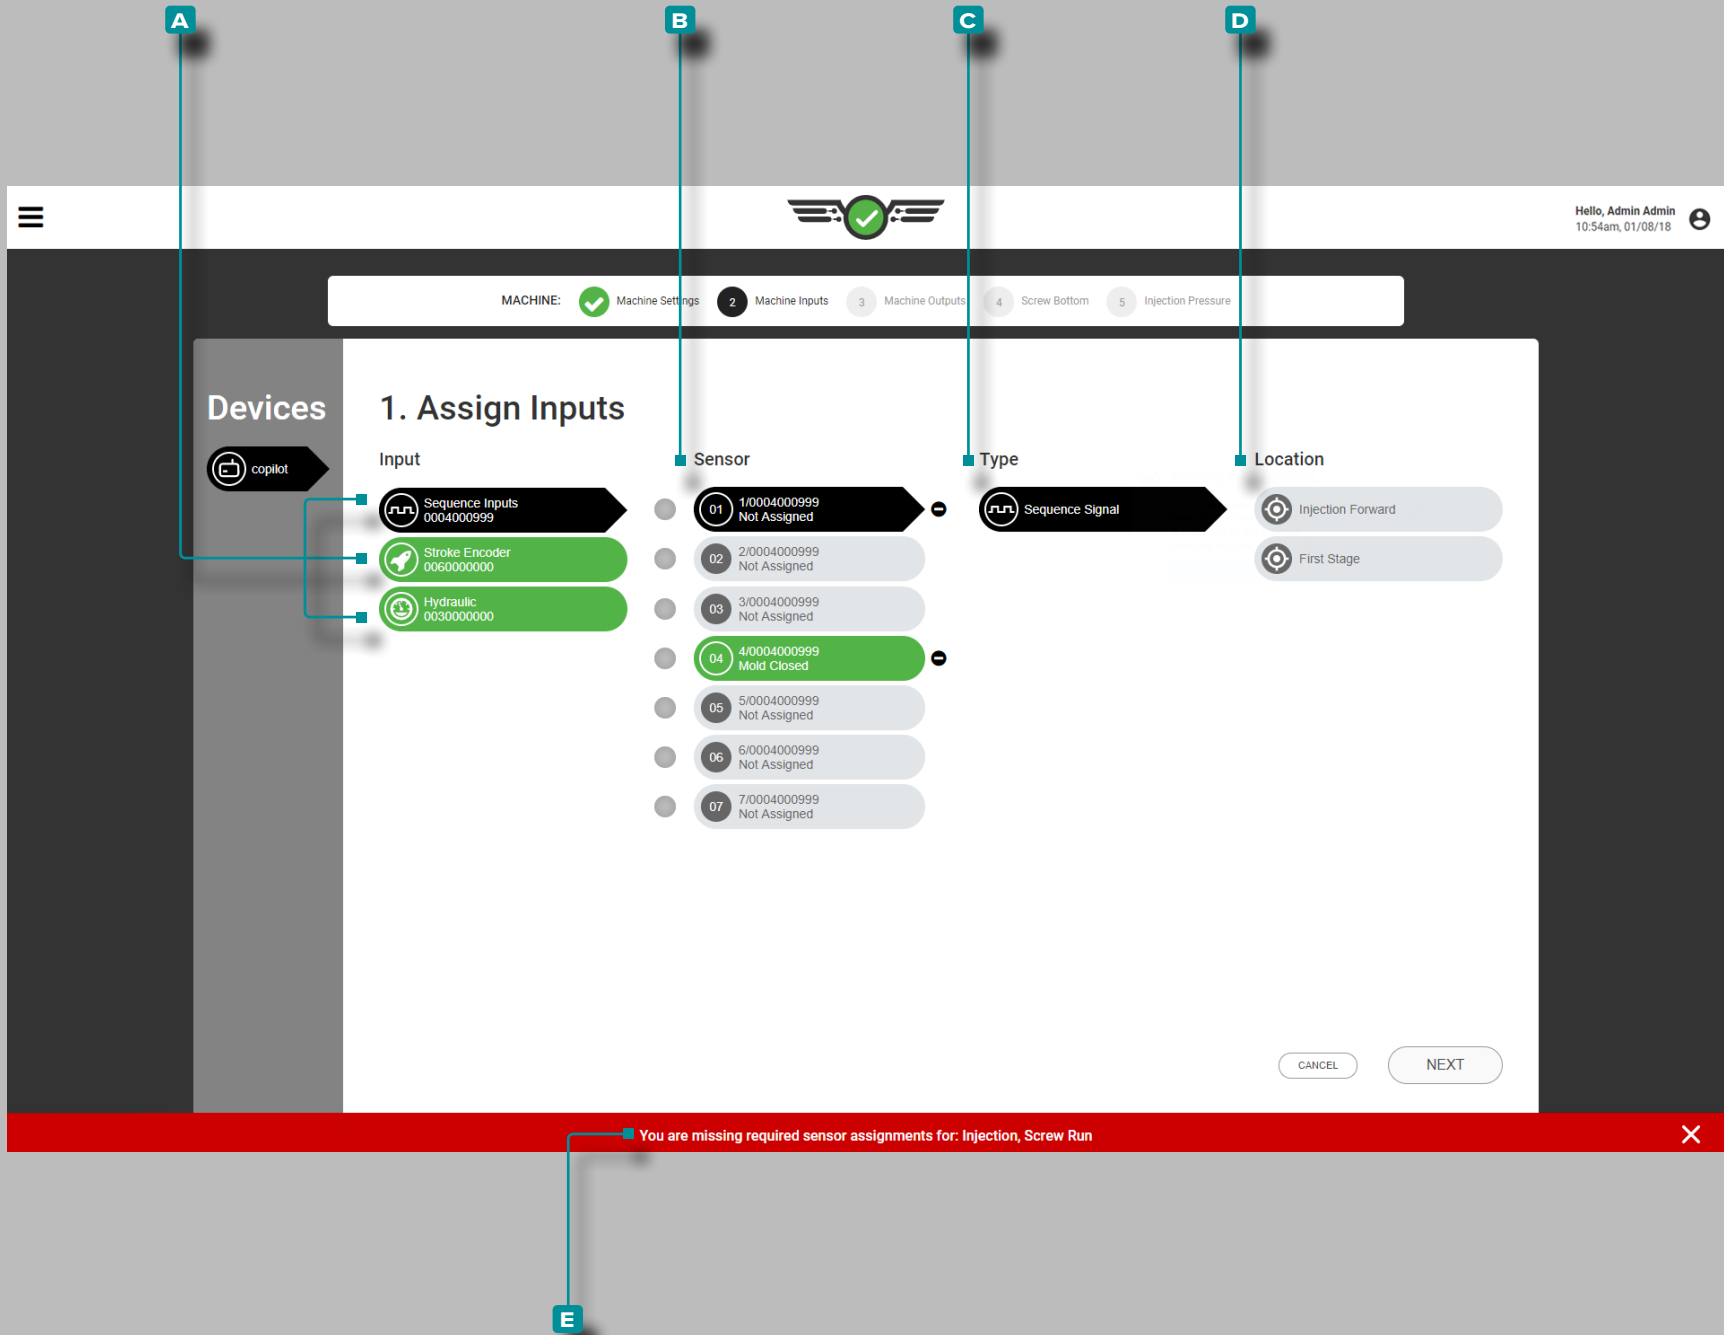 A
B
C
D
Hello, Admin Admin
10:54am, 01/08/18
MACHINE: Machine Settings 2 Machine Inputs 3 Machine Outputs 4 Screw Bottom 5 Injection Pressure
Devices
copilot
1. Assign Inputs
Input
Sequence Inputs
0004000999
Stroke Encoder
0060000000
Hydraulic
0030000000
Sensor
01 1/0004000999
Not Assigned
02 2/0004000999
Not Assigned
03 3/0004000999
Not Assigned
04 4/0004000999
Mold Closed
05 5/0004000999
Not Assigned
06 6/0004000999
Not Assigned
07 7/0004000999
Not Assigned
Type
Sequence Signal
Location
Injection Forward
First Stage
CANCEL
NEXT
You are missing required sensor assignments for: Injection, Screw Run
E